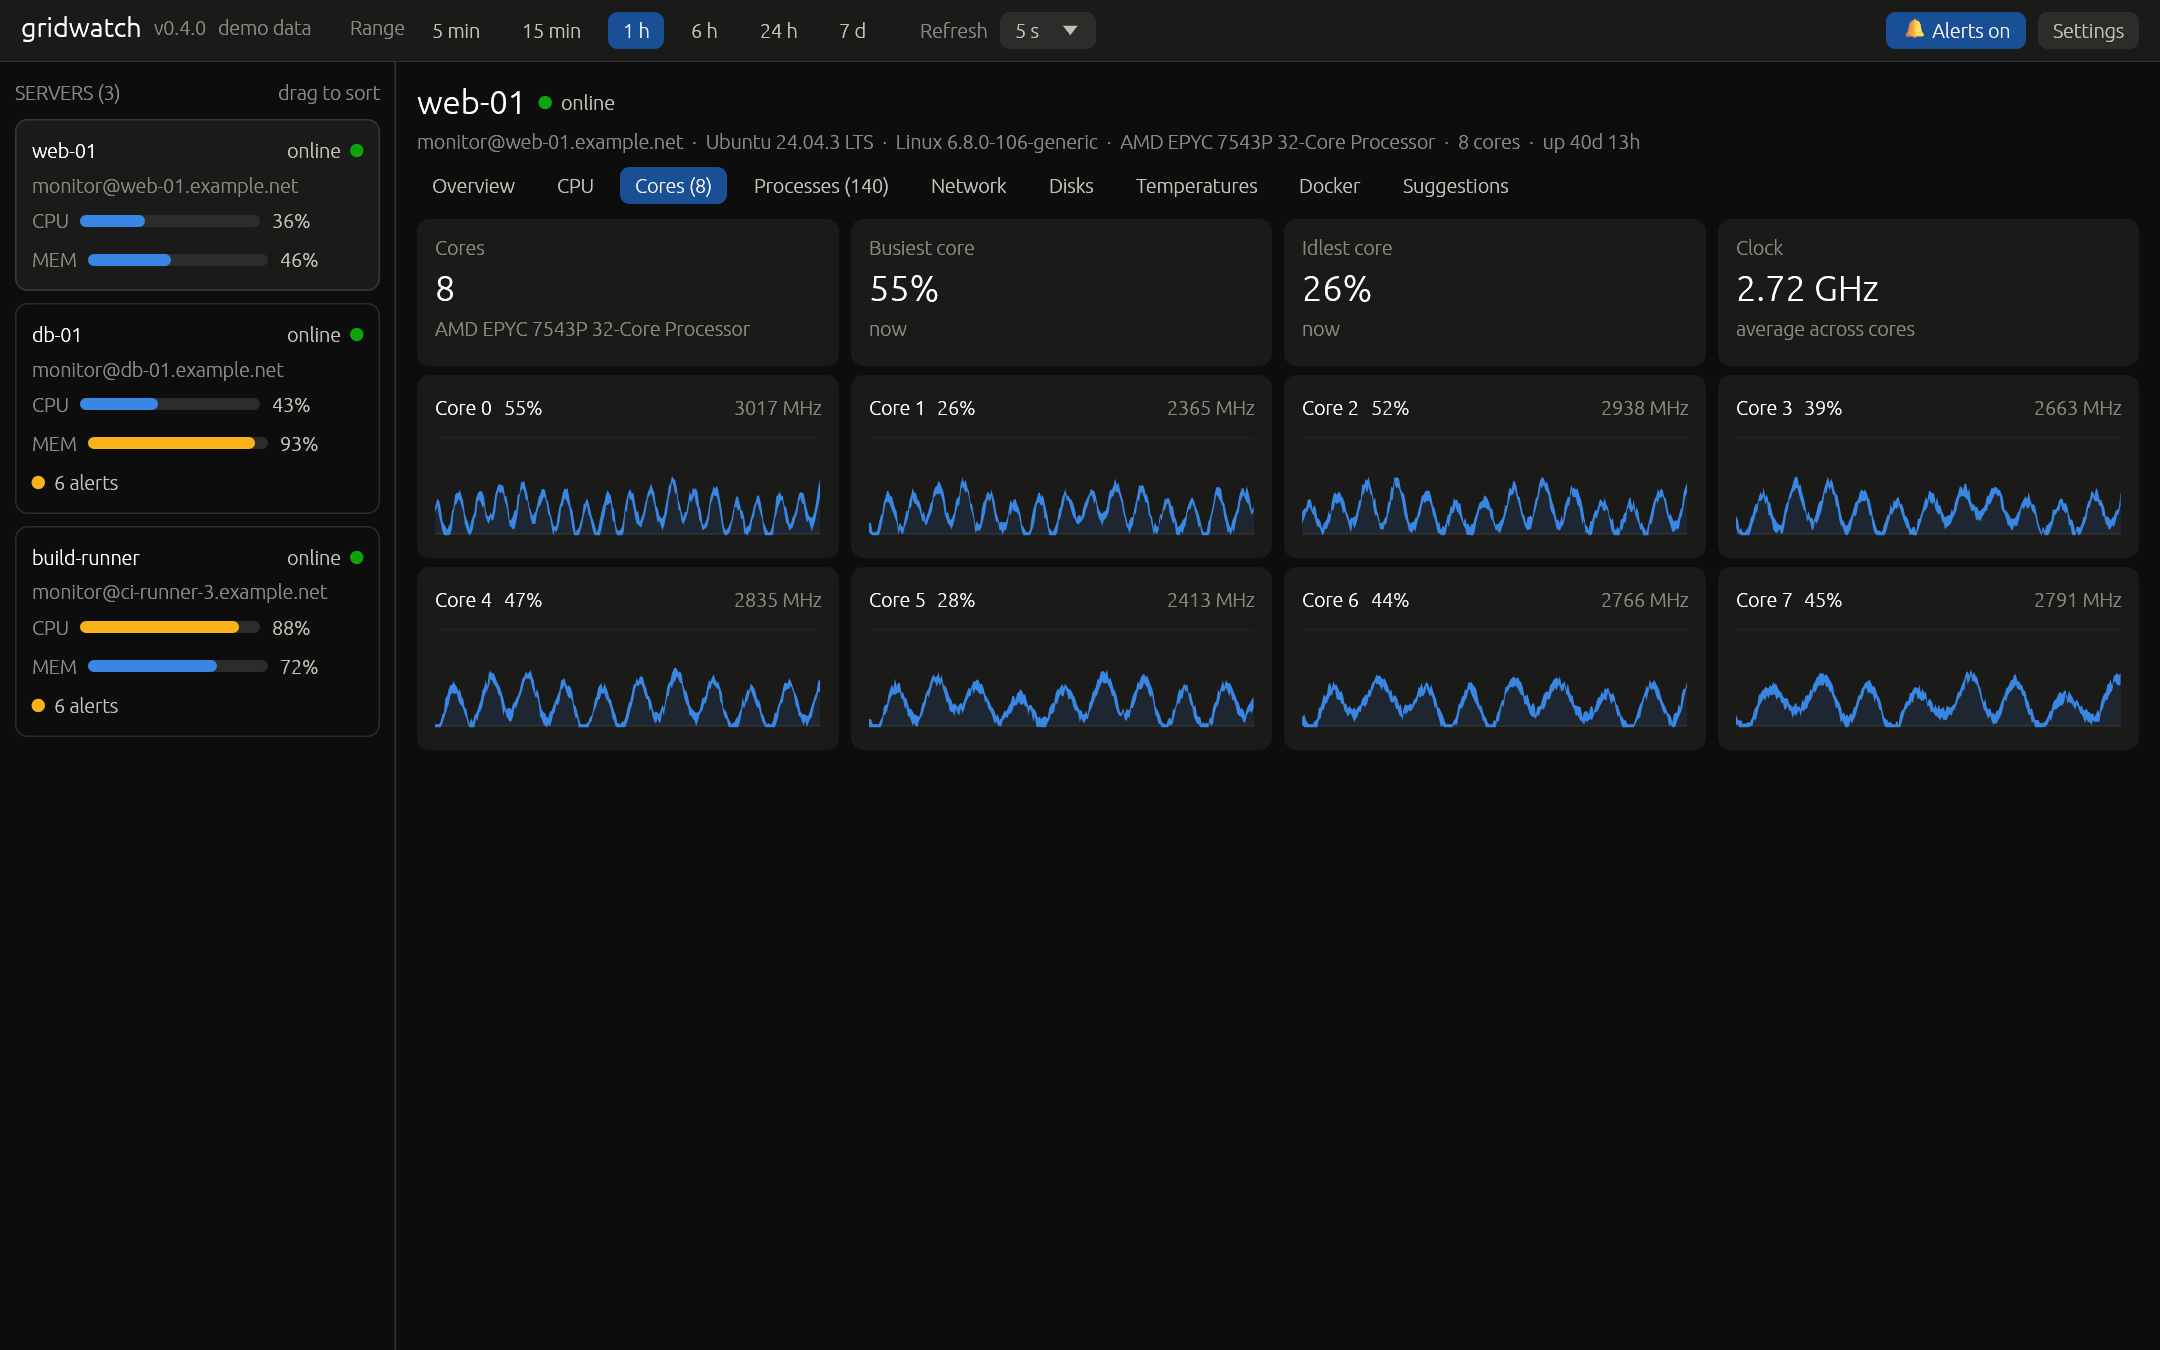 gridwatch v0.4.0 demo data Range 5 min 15 min 1 h 6 h 24 h 7 d Refresh 5 s Alerts on Settings
SERVERS (3) drag to sort
web-01 online
monitor@web-01.example.net
CPU 36%
MEM 46%
db-01 online
monitor@db-01.example.net
CPU 43%
MEM 93%
6 alerts
build-runner online
monitor@ci-runner-3.example.net
CPU 88%
MEM 72%
6 alerts
web-01 online
monitor@web-01.example.net · Ubuntu 24.04.3 LTS · Linux 6.8.0-106-generic · AMD EPYC 7543P 32-Core Processor · 8 cores · up 40d 13h
Overview CPU Cores (8) Processes (140) Network Disks Temperatures Docker Suggestions
Cores
8
AMD EPYC 7543P 32-Core Processor
Busiest core
55%
now
Idlest core
26%
now
Clock
2.72 GHz
average across cores
Core 0 55% 3017 MHz
Core 1 26% 2365 MHz
Core 2 52% 2938 MHz
Core 3 39% 2663 MHz
Core 4 47% 2835 MHz
Core 5 28% 2413 MHz
Core 6 44% 2766 MHz
Core 7 45% 2791 MHz